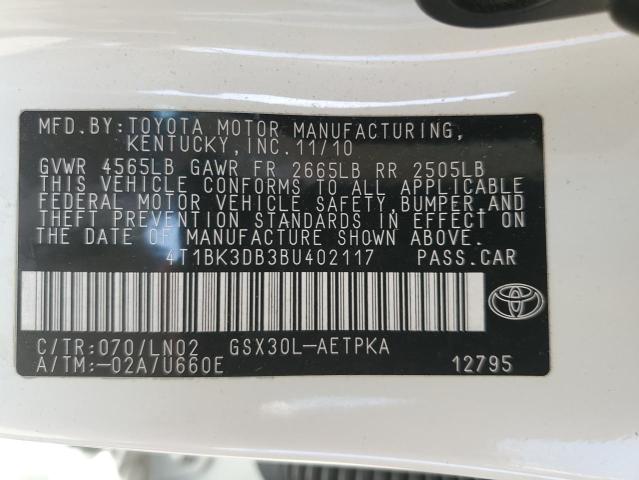 MFD.BY:TOYOTA MOTOR MANUFACTURING,
KENTUCKY, INC. 11/10
GVWR 4565LB GAWR FR 2665LB RR 2505LB
THIS VEHICLE CONFORMS TO ALL APPLICABLE
FEDERAL MOTOR VEHICLE SAFETY, BUMPER, AND
THEFT PREVENTION STANDARDS IN EFFECT ON
THE DATE OF MANUFACTURE SHOWN ABOVE.
4T1BK3DB3BU402117 PASS.CAR
C/TR:070/LN02 GSX30L-AETPKA
A/TM:-02A/U660E 12795